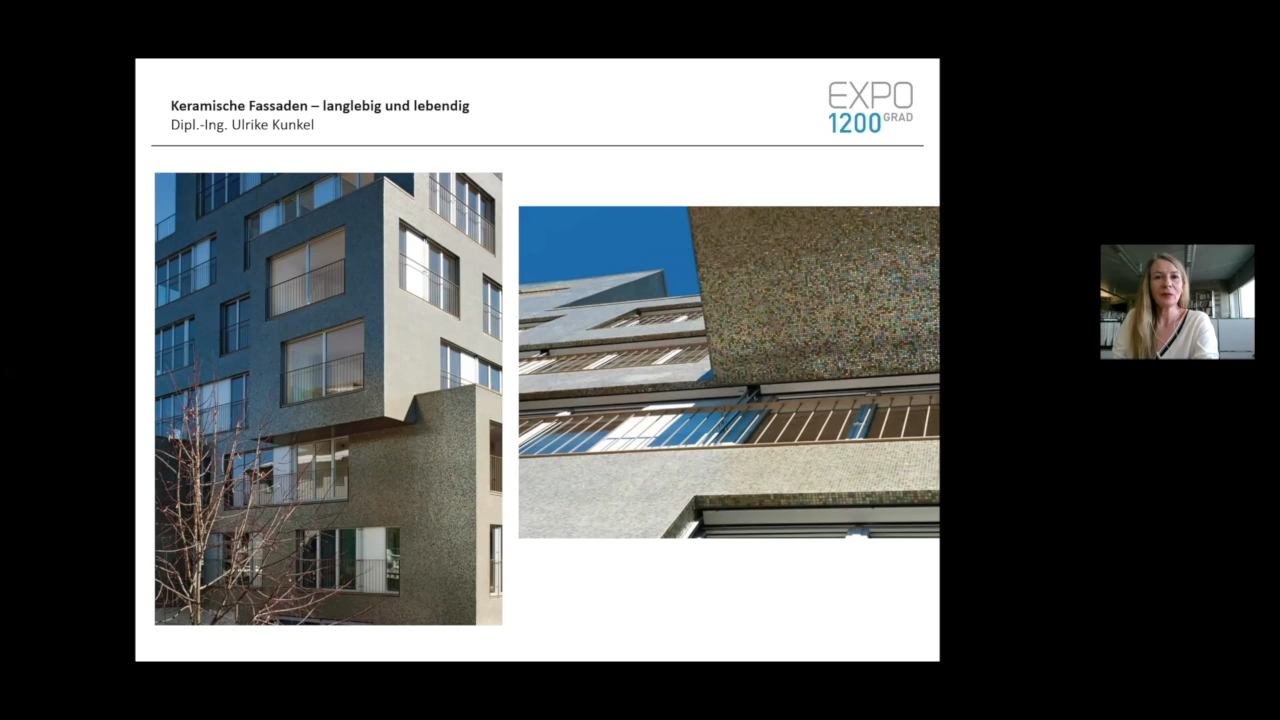 Keramische Fassaden – langlebig und lebendig
Dipl.-Ing. Ulrike Kunkel
EXPO
1200 GRAD